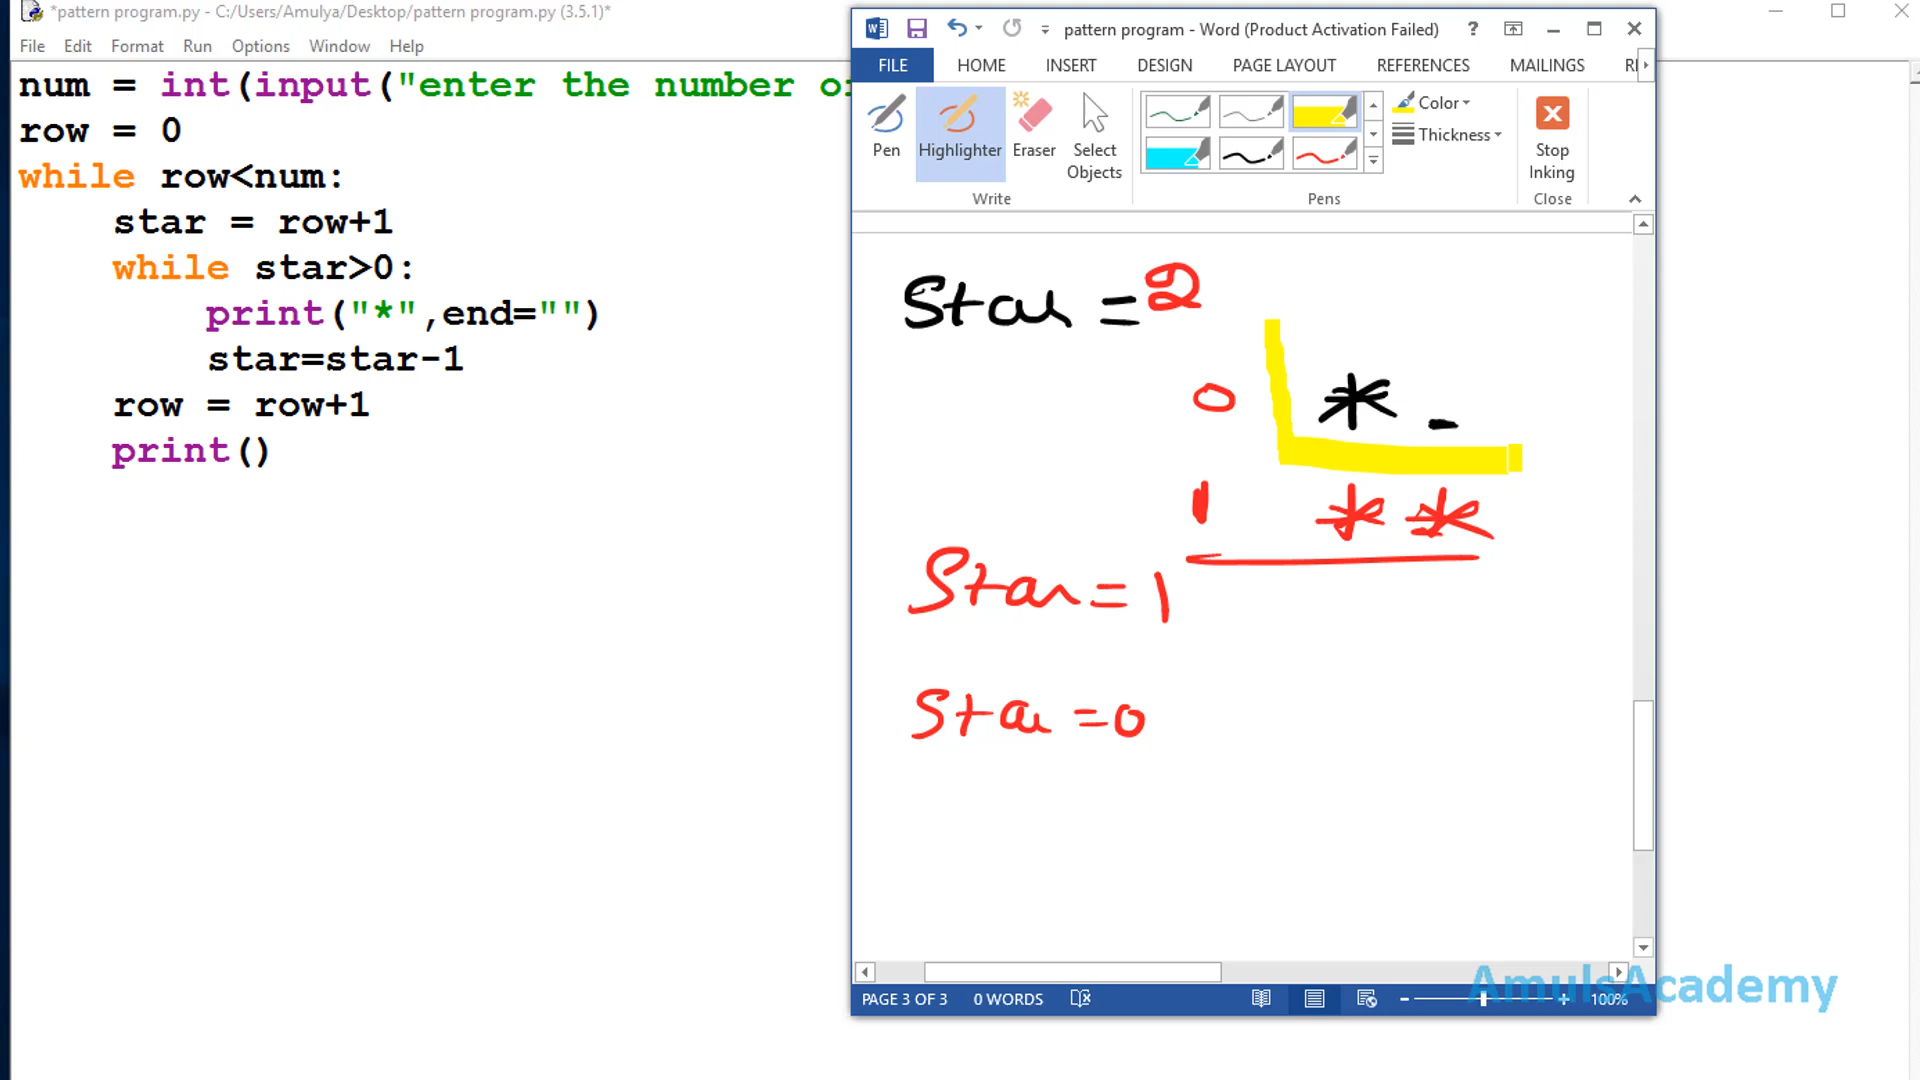 *pattern program.py - C:/Users/Amulya/Desktop/pattern program.py (3.5.1)*
File Edit Format Run Options Window Help
num = int(input("enter the number o
row = 0
while row<num:
star = row+1
while star>0:
print("*",end="")
star=star-1
row = row+1
print()
pattern program - Word (Product Activation Failed)
FILE HOME INSERT DESIGN PAGE LAYOUT REFERENCES MAILINGS
Pen Highlighter Eraser Select Objects
Color
Thickness
Stop Inking
Write Pens Close
Star = 2
0 * -
1 * *
Star = 1
Star = 0
PAGE 3 OF 3 0 WORDS 100%
AmulsAcademy